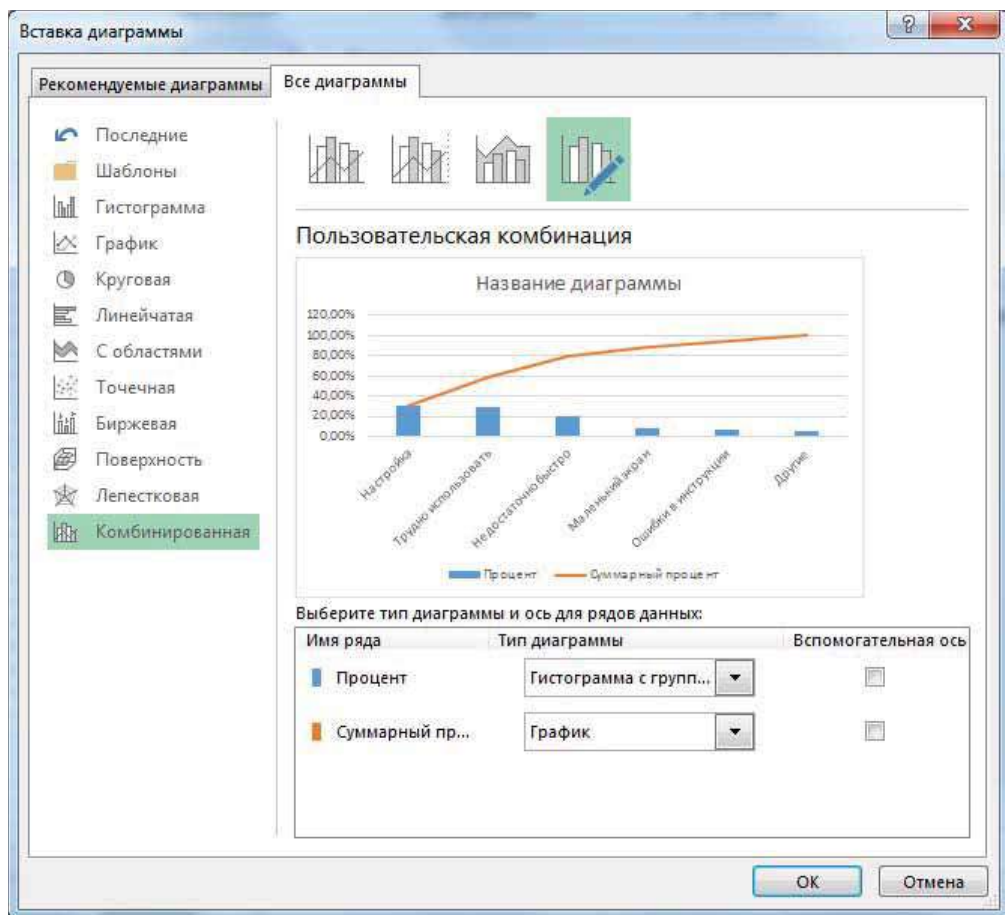 Вставка диаграммы
Рекомендуемые диаграммы
Все диаграммы
Последние
Шаблоны
Гистограмма
График
Круговая
Линейчатая
С областями
Точечная
Биржевая
Поверхность
Лепестковая
Комбинированная
Пользовательская комбинация
Название диаграммы
120,00%
100,00%
80,00%
60,00%
40,00%
20,00%
0,00%
Настройка
Трудно использовать
Недостаточно быстро
Маленький экран
Ошибки в инструкции
Другие
Процент
Суммарный процент
Выберите тип диаграммы и ось для рядов данных:
Имя ряда Тип диаграммы Вспомогательная ось
Процент Гистограмма с групп...
Суммарный пр... График
ОК Отмена